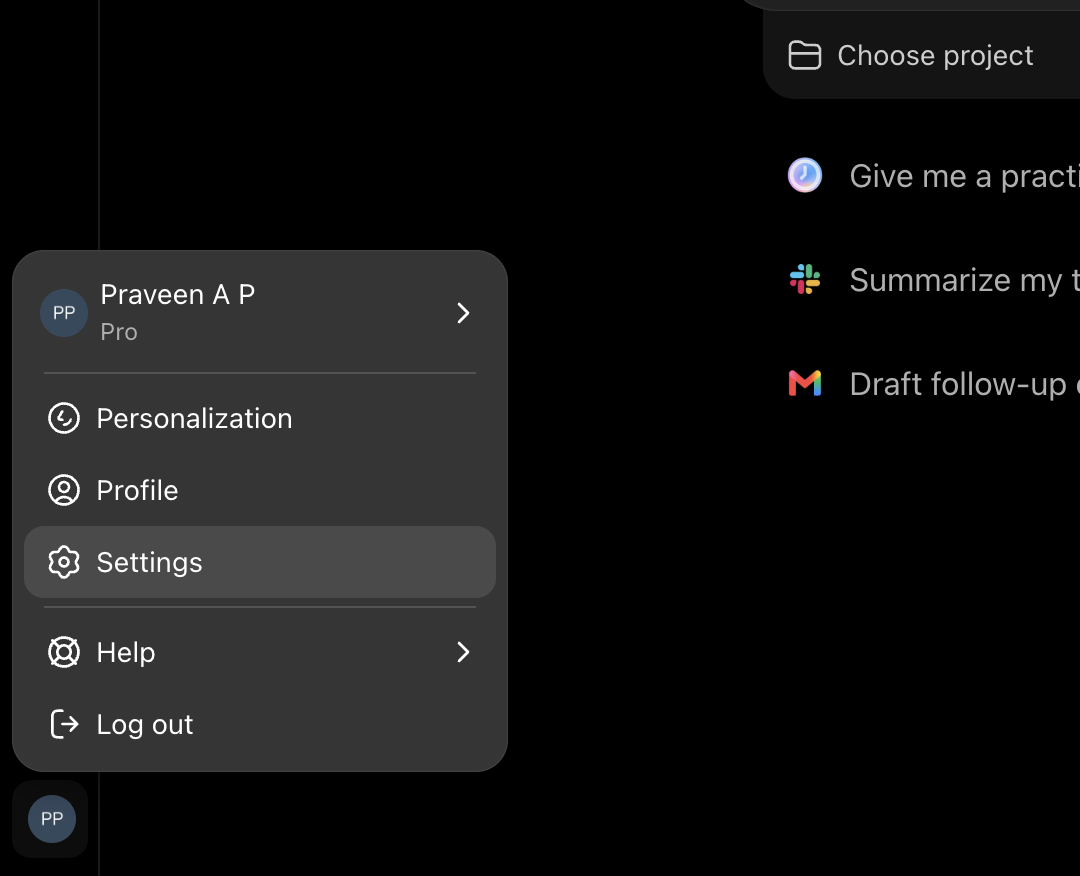 Choose project
Give me a practi
Summarize my t
Draft follow-up
PP
Praveen A P
Pro
Personalization
Profile
Settings
Help
Log out
PP